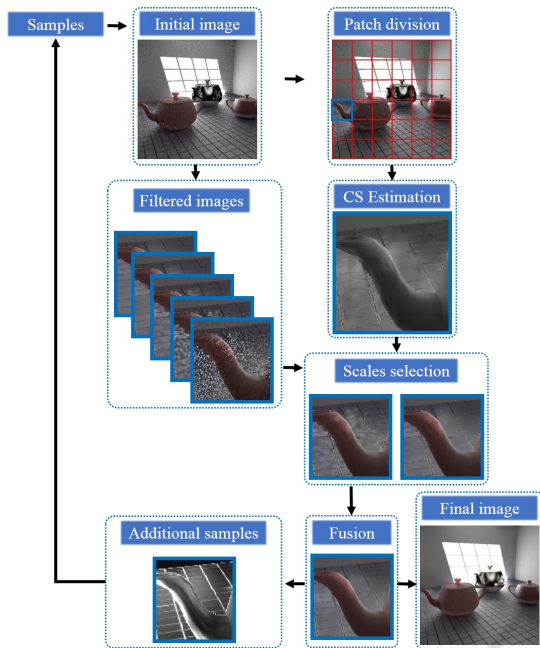 Samples
Initial image
Patch division
Filtered images
CS Estimation
Scales selection
Additional samples
Fusion
Final image